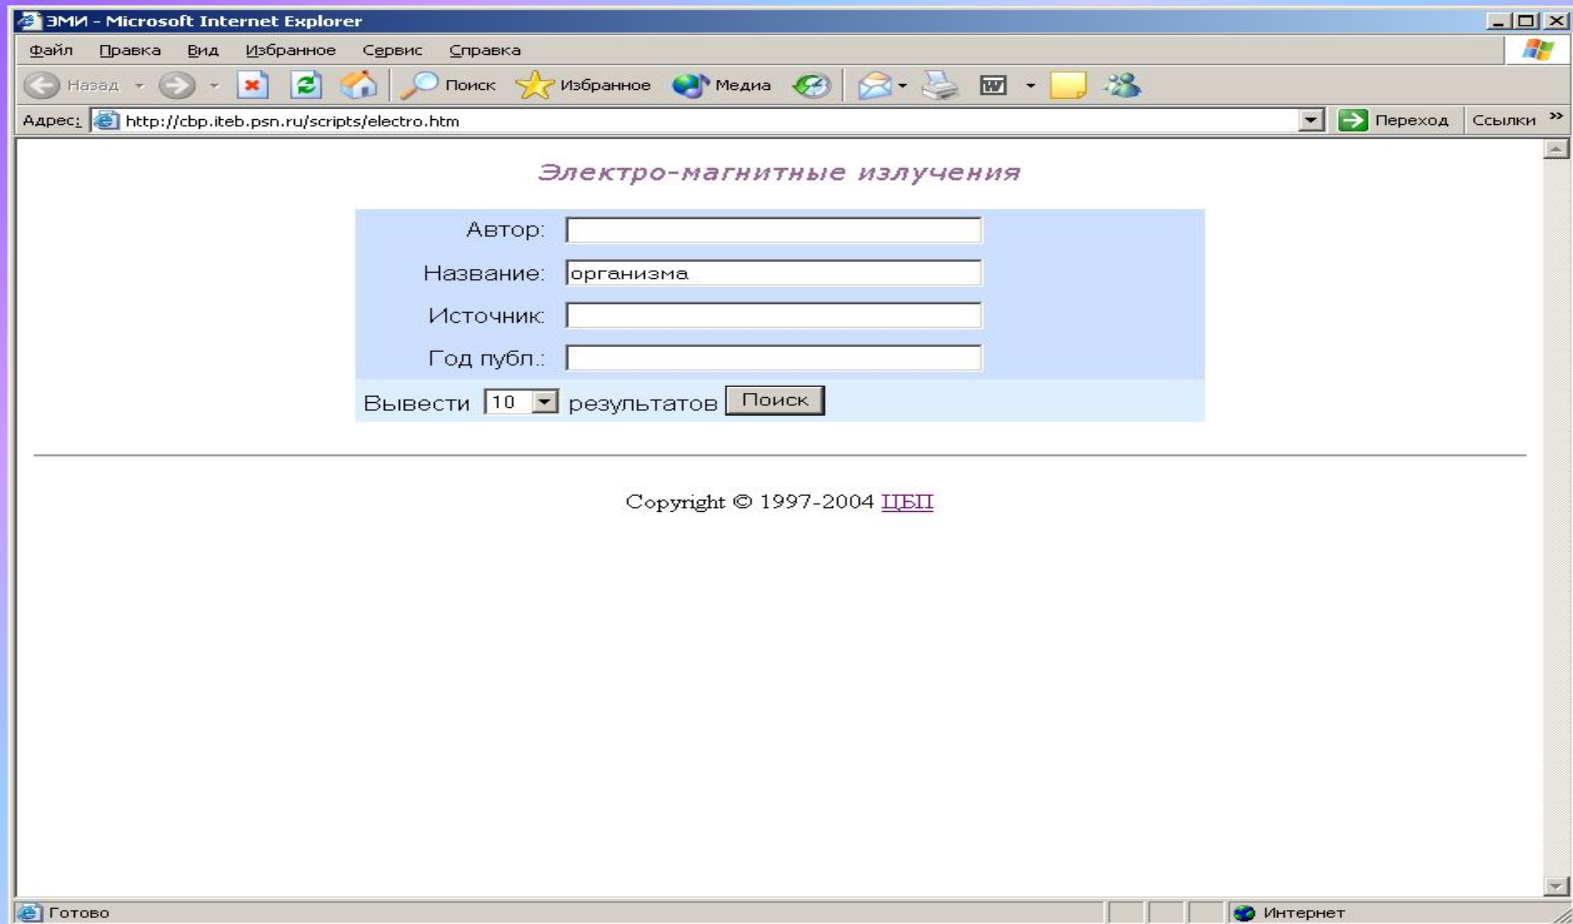 ЭМИ - Microsoft Internet Explorer
Файл Правка Вид Избранное Сервис Справка
Назад Поиск Избранное Медиа
Адрес: http://cbp.iteb.psn.ru/scripts/electro.htm Переход Ссылки »
Электро-магнитные излучения
Автор:
Название: организма
Источник:
Год публ.:
Вывести 10 результатов Поиск
Copyright © 1997-2004 ЦБП
Готово Интернет